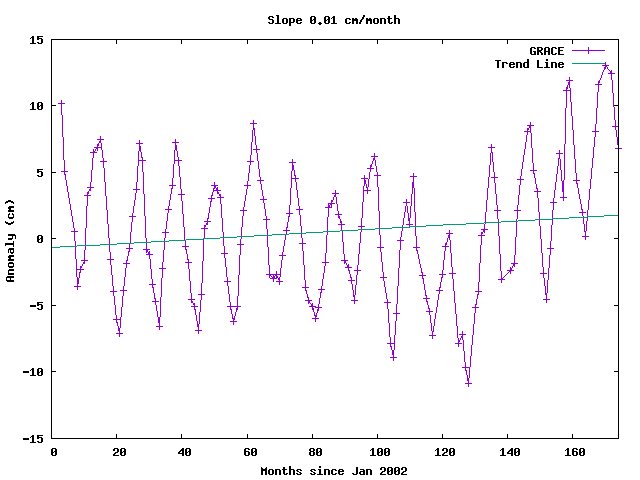 Slope 0.01 cm/month
GRACE
Trend Line
15
10
5
0
-5
-10
-15
Anomaly (cm)
0 20 40 60 80 100 120 140 160
Months since Jan 2002